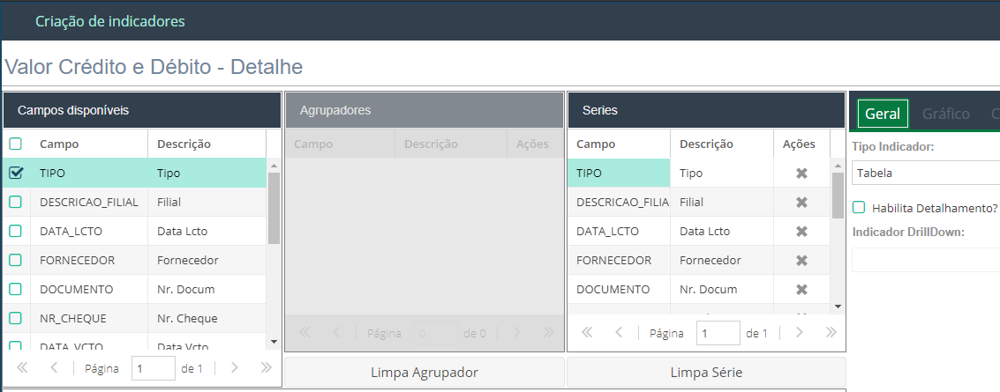 Criação de indicadores
Valor Crédito e Débito - Detalhe
Campos disponíveis
Campo Descrição
TIPO Tipo
DESCRICAO_FILIAL Filial
DATA_LCTO Data Lcto
FORNECEDOR Fornecedor
DOCUMENTO Nr. Docum
NR_CHEQUE Nr. Cheque
DATA_VCTO Data Vcto
Página 1 de 1
Agrupadores
Campo Descrição Ações
Página 0 de 0
Limpa Agrupador
Series
Campo Descrição Ações
TIPO Tipo
DESCRICAO_FILIA Filial
DATA_LCTO Data Lcto
FORNECEDOR Fornecedor
DOCUMENTO Nr. Docum
Página 1 de 1
Limpa Série
Geral Gráfico C
Tipo Indicador:
Tabela
Habilita Detalhamento?
Indicador DrillDown: